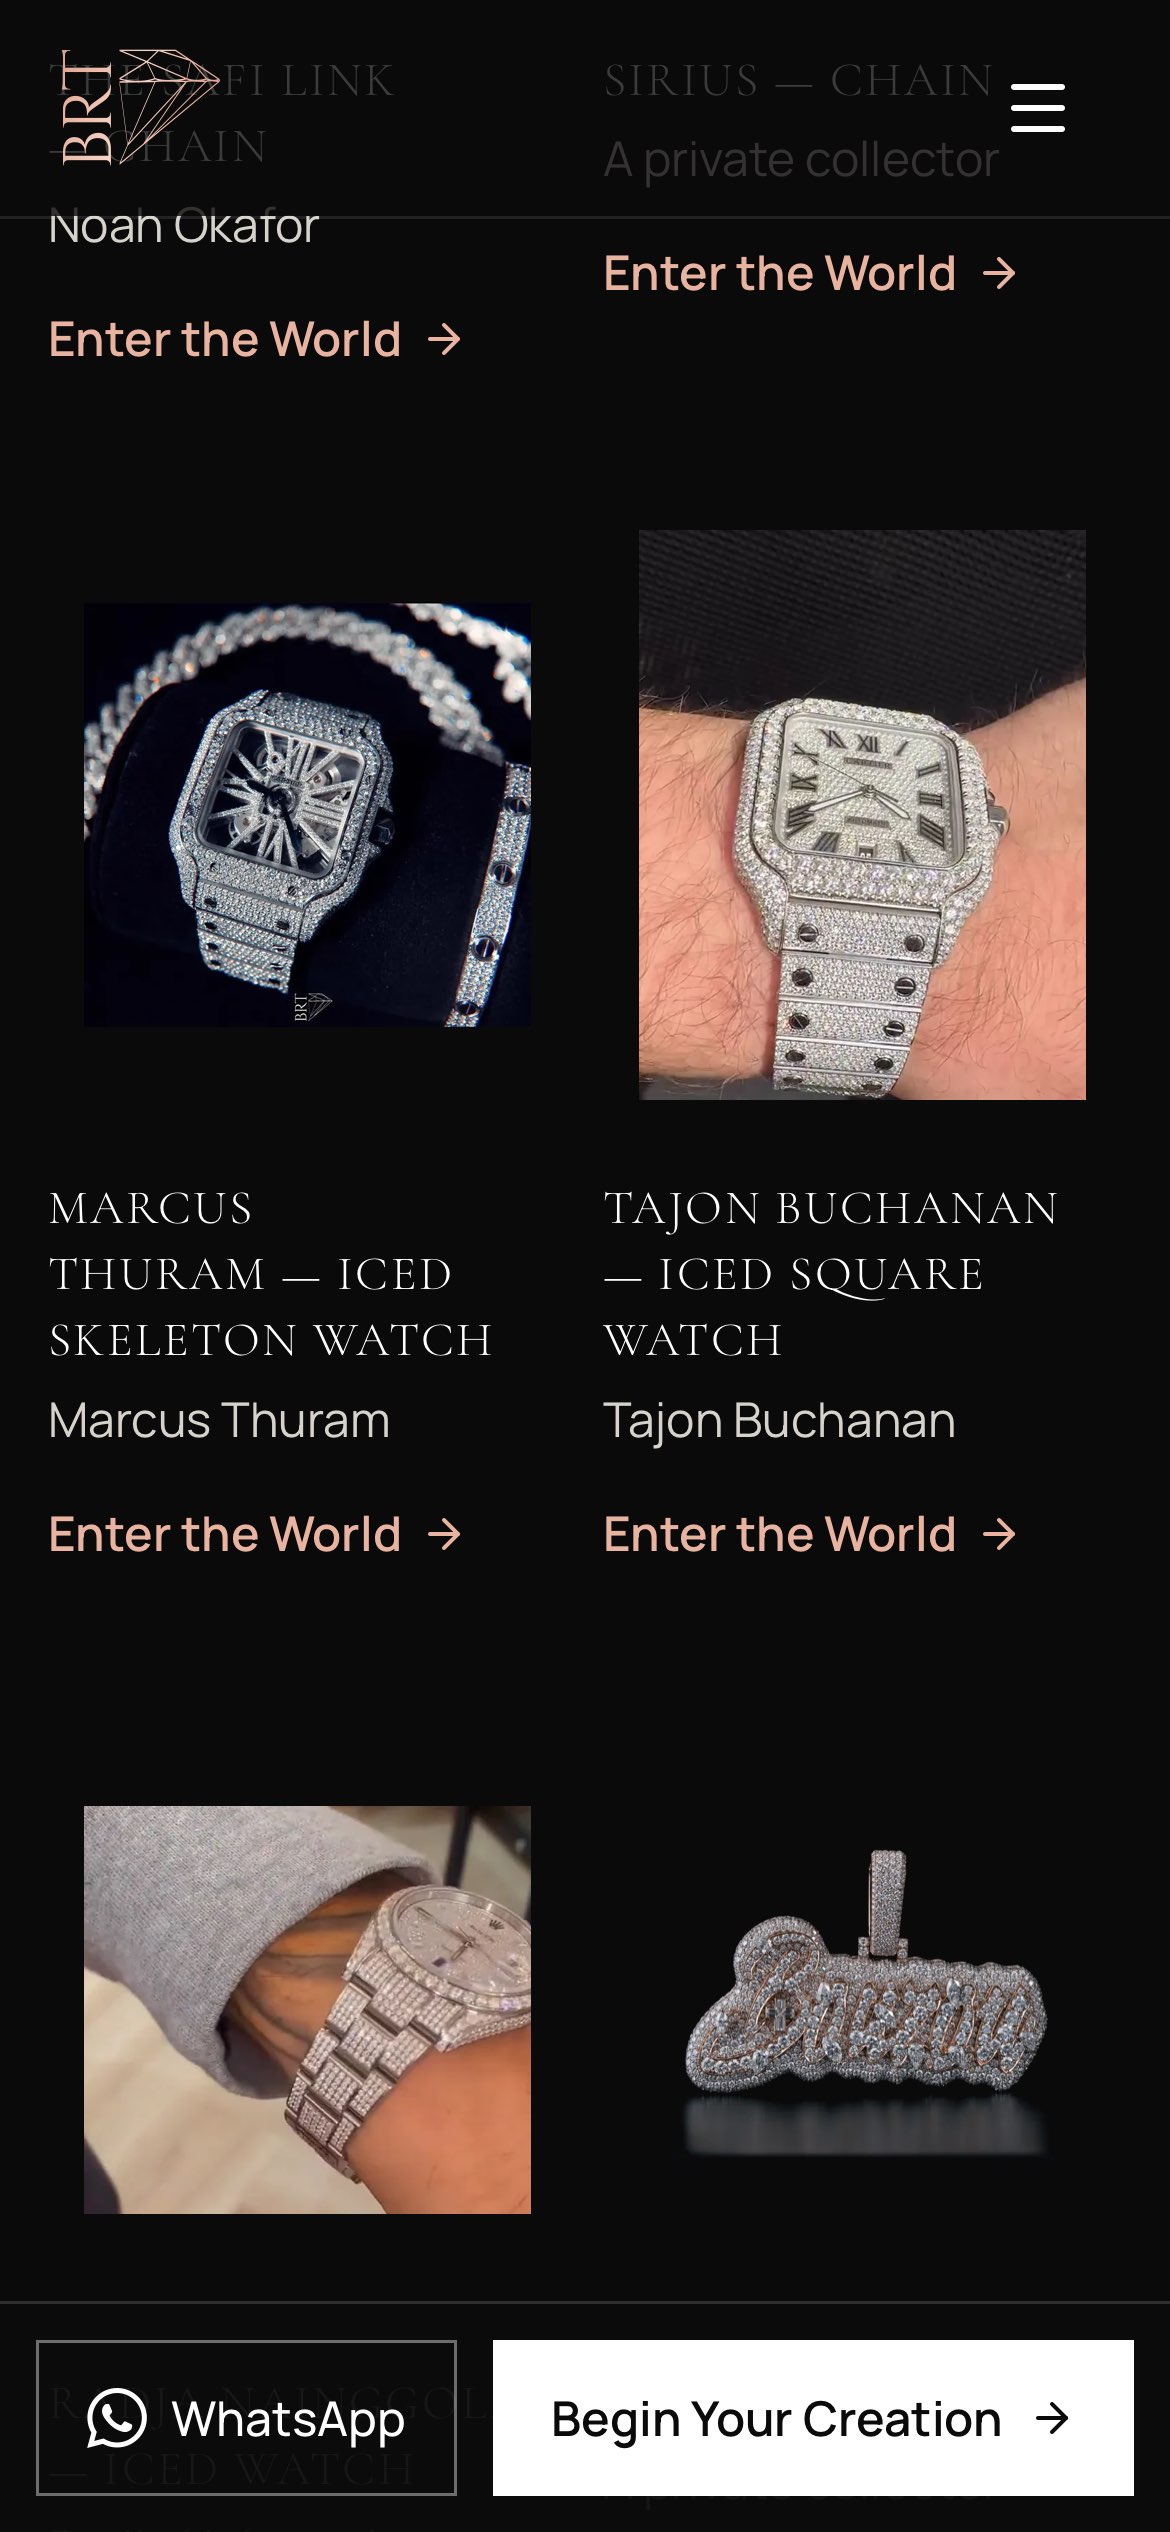 BRT
THE SAFI LINK
— CHAIN
Noah Okafor
Enter the World →
SIRIUS — CHAIN
A private collector
Enter the World →
BRT
MARCUS
THURAM — ICED
SKELETON WATCH
Marcus Thuram
Enter the World →
TAJON BUCHANAN
— ICED SQUARE
WATCH
Tajon Buchanan
Enter the World →
WhatsApp
Begin Your Creation →
— ICED WATCH